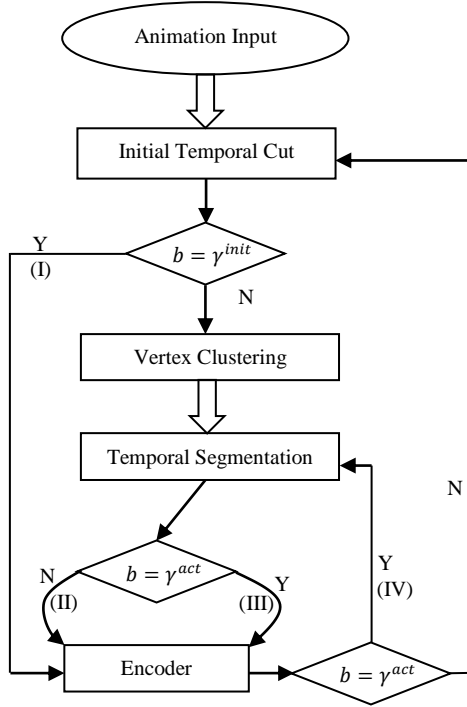 Animation Input
Initial Temporal Cut
Y
(I)
b = γ^init
N
Vertex Clustering
Temporal Segmentation
N
N
(II)
b = γ^act
Y
(III)
Y
(IV)
Encoder
b = γ^act